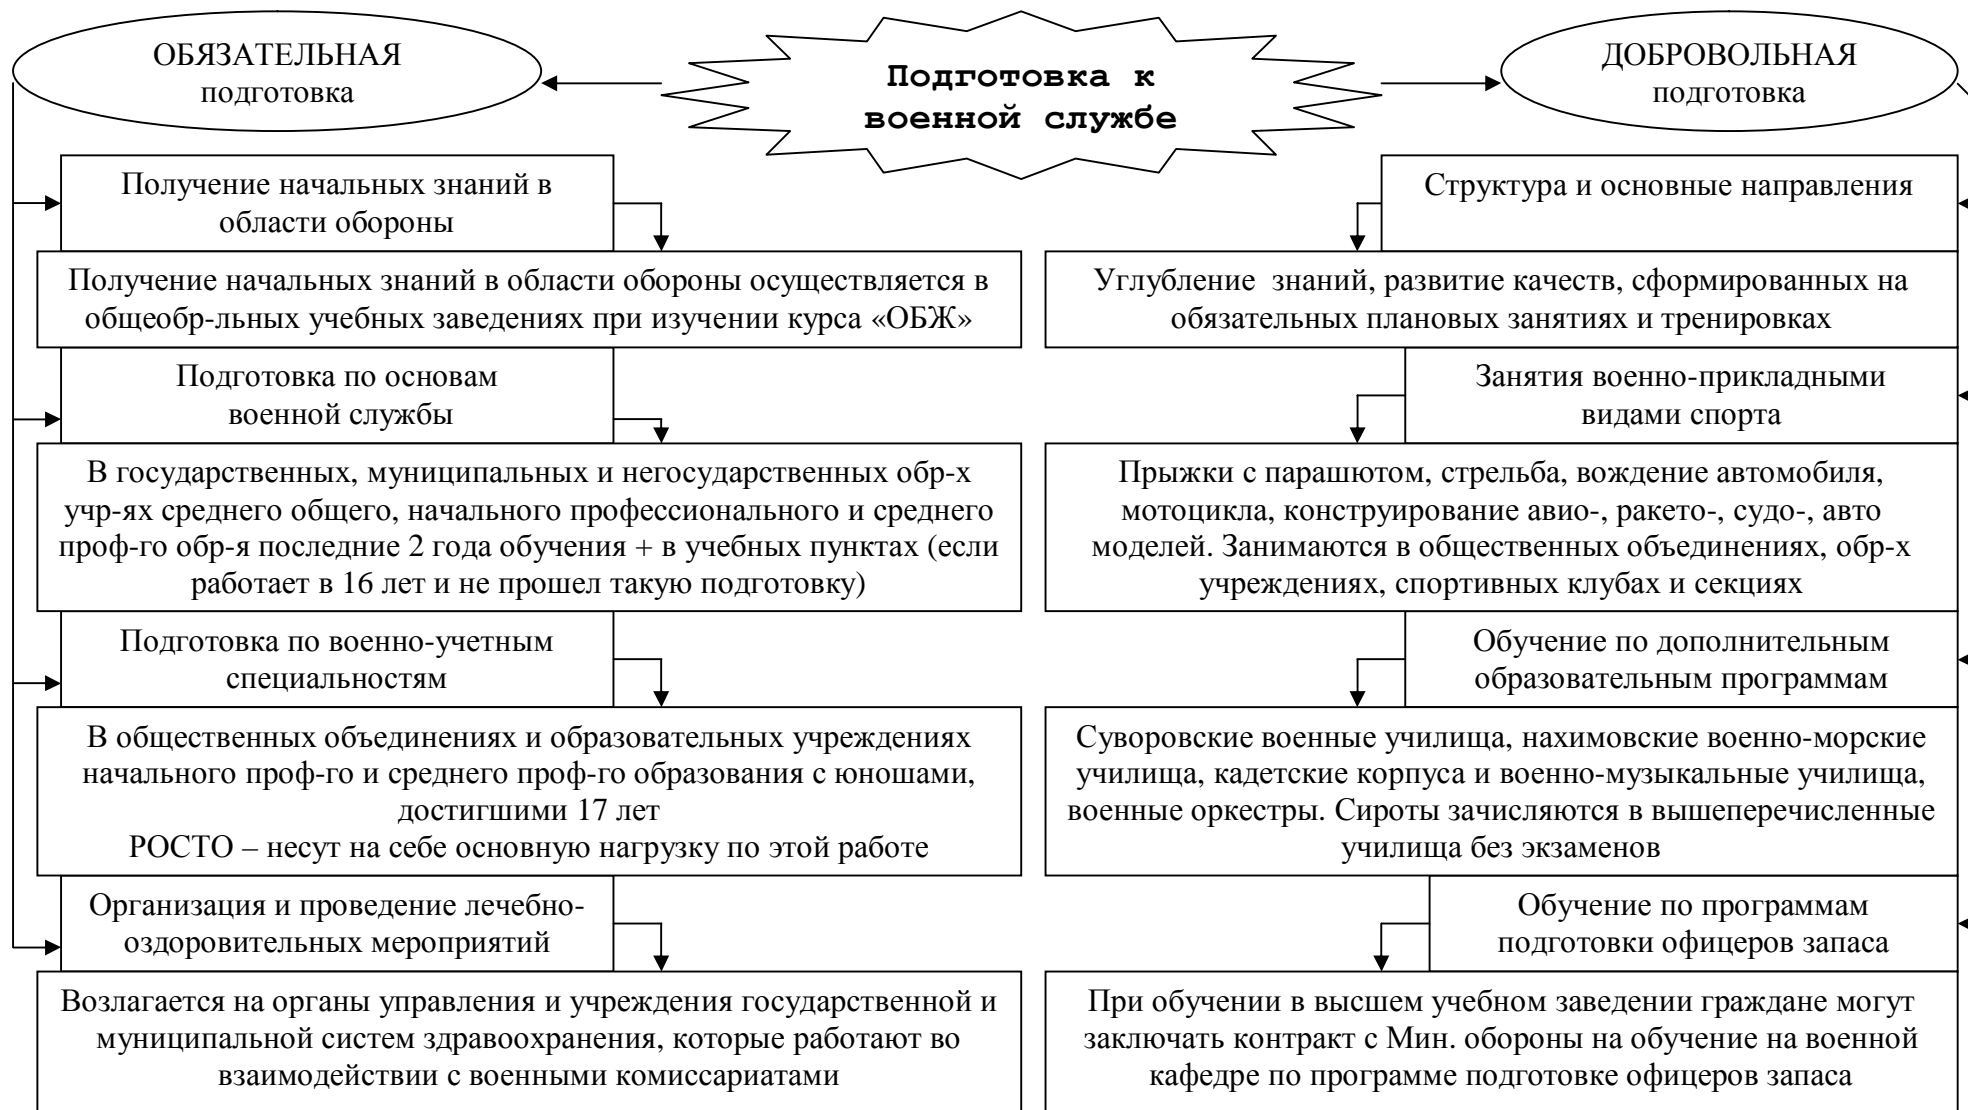 ОБЯЗАТЕЛЬНАЯ
подготовка
Подготовка к
военной службе
ДОБРОВОЛЬНАЯ
подготовка
Получение начальных знаний в
области обороны
Получение начальных знаний в области обороны осуществляется в
общеобр-льных учебных заведениях при изучении курса «ОБЖ»
Подготовка по основам
военной службы
В государственных, муниципальных и негосударственных обр-х
учр-ях среднего общего, начального профессионального и среднего
проф-го обр-я последние 2 года обучения + в учебных пунктах (если
работает в 16 лет и не прошел такую подготовку)
Подготовка по военно-учетным
специальностям
В общественных объединениях и образовательных учреждениях
начального проф-го и среднего проф-го образования с юношами,
достигшими 17 лет
РОСТО – несут на себе основную нагрузку по этой работе
Организация и проведение лечебно-
оздоровительных мероприятий
Возлагается на органы управления и учреждения государственной и
муниципальной систем здравоохранения, которые работают во
взаимодействии с военными комиссариатами
Структура и основные направления
Углубление  знаний, развитие качеств, сформированных на
обязательных плановых занятиях и тренировках
Занятия военно-прикладными
видами спорта
Прыжки с парашютом, стрельба, вождение автомобиля,
мотоцикла, конструирование авио-, ракето-, судо-, авто
моделей. Занимаются в общественных объединениях, обр-х
учреждениях, спортивных клубах и секциях
Обучение по дополнительным
образовательным программам
Суворовские военные училища, нахимовские военно-морские
училища, кадетские корпуса и военно-музыкальные училища,
военные оркестры. Сироты зачисляются в вышеперечисленные
училища без экзаменов
Обучение по программам
подготовки офицеров запаса
При обучении в высшем учебном заведении граждане могут
заключать контракт с Мин. обороны на обучение на военной
кафедре по программе подготовке офицеров запаса